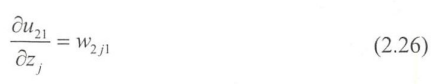 ∂u₂₁/∂z_j = w₂ⱼ₁ (2.26)